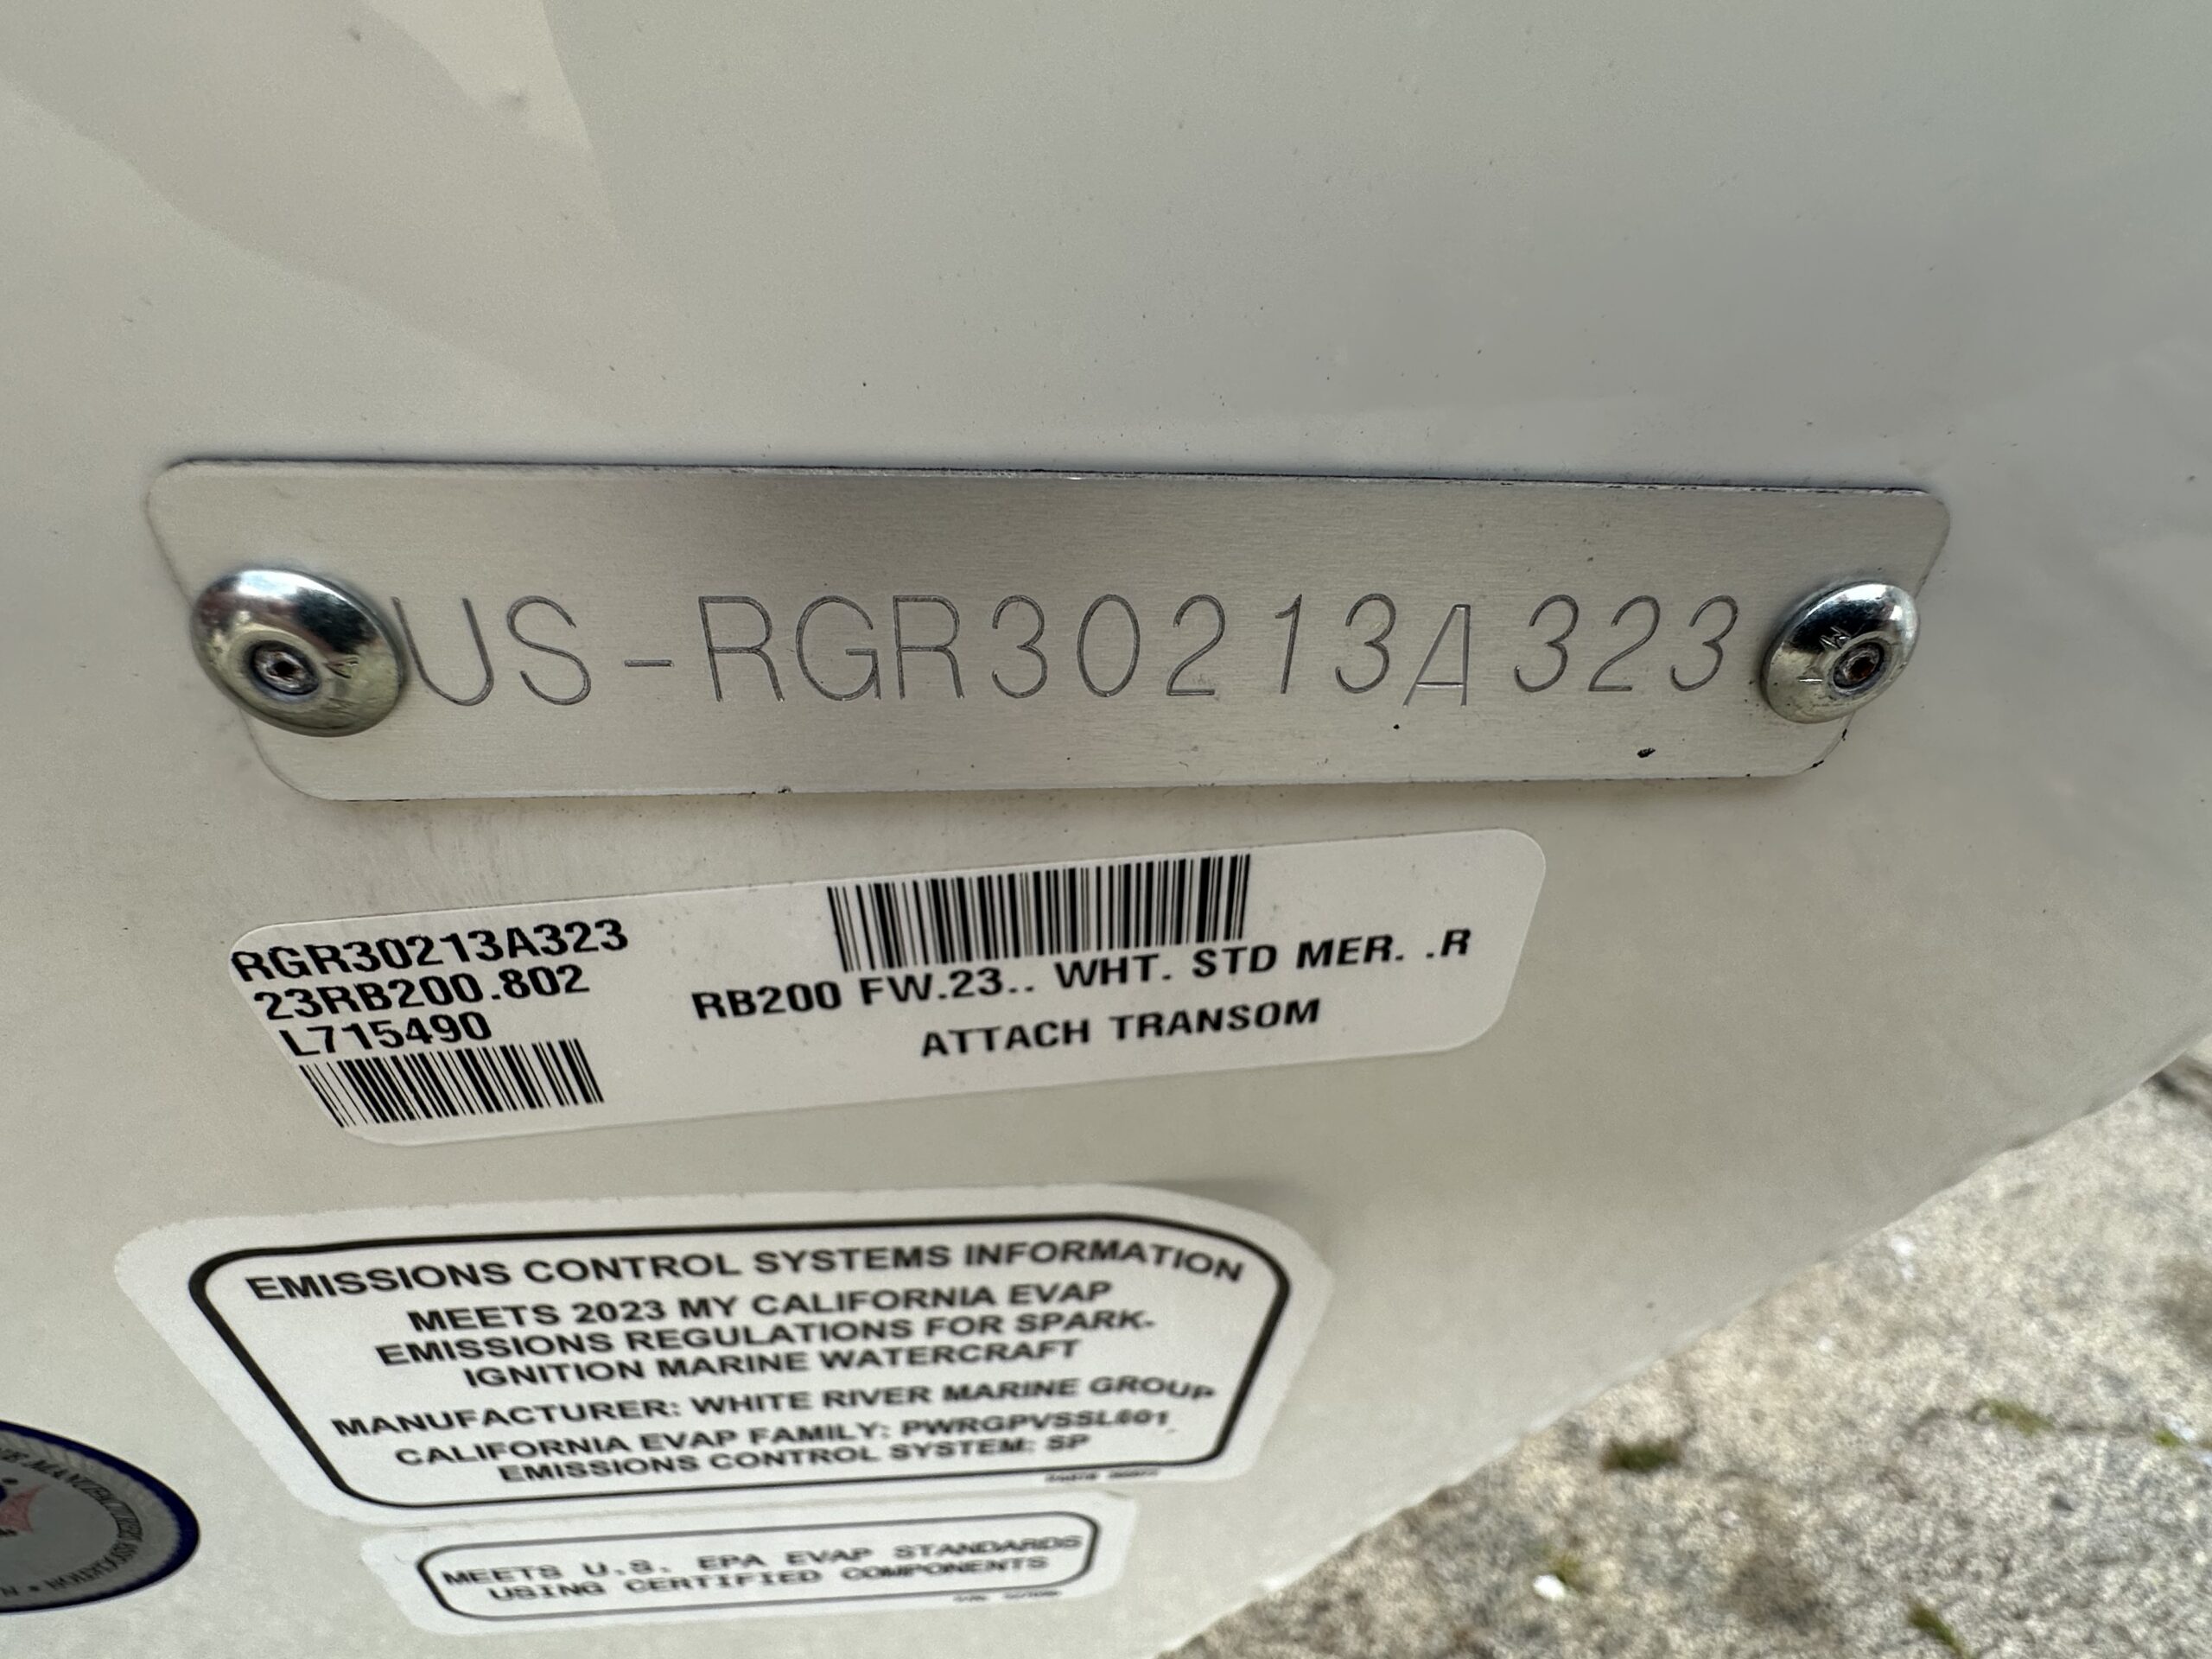 US-RGR30213A323
RGR30213A323
23RB200.802
L715490
RB200 FW.23.. WHT. STD MER. .R
ATTACH TRANSOM
EMISSIONS CONTROL SYSTEMS INFORMATION
MEETS 2023 MY CALIFORNIA EVAP
EMISSIONS REGULATIONS FOR SPARK-
IGNITION MARINE WATERCRAFT
MANUFACTURER: WHITE RIVER MARINE GROUP
CALIFORNIA EVAP FAMILY: PWRGPVSSL601
EMISSIONS CONTROL SYSTEM: SP
MEETS U.S. EPA EVAP STANDARDS
USING CERTIFIED COMPONENTS
MANUFACTURERS ASSOCIATION